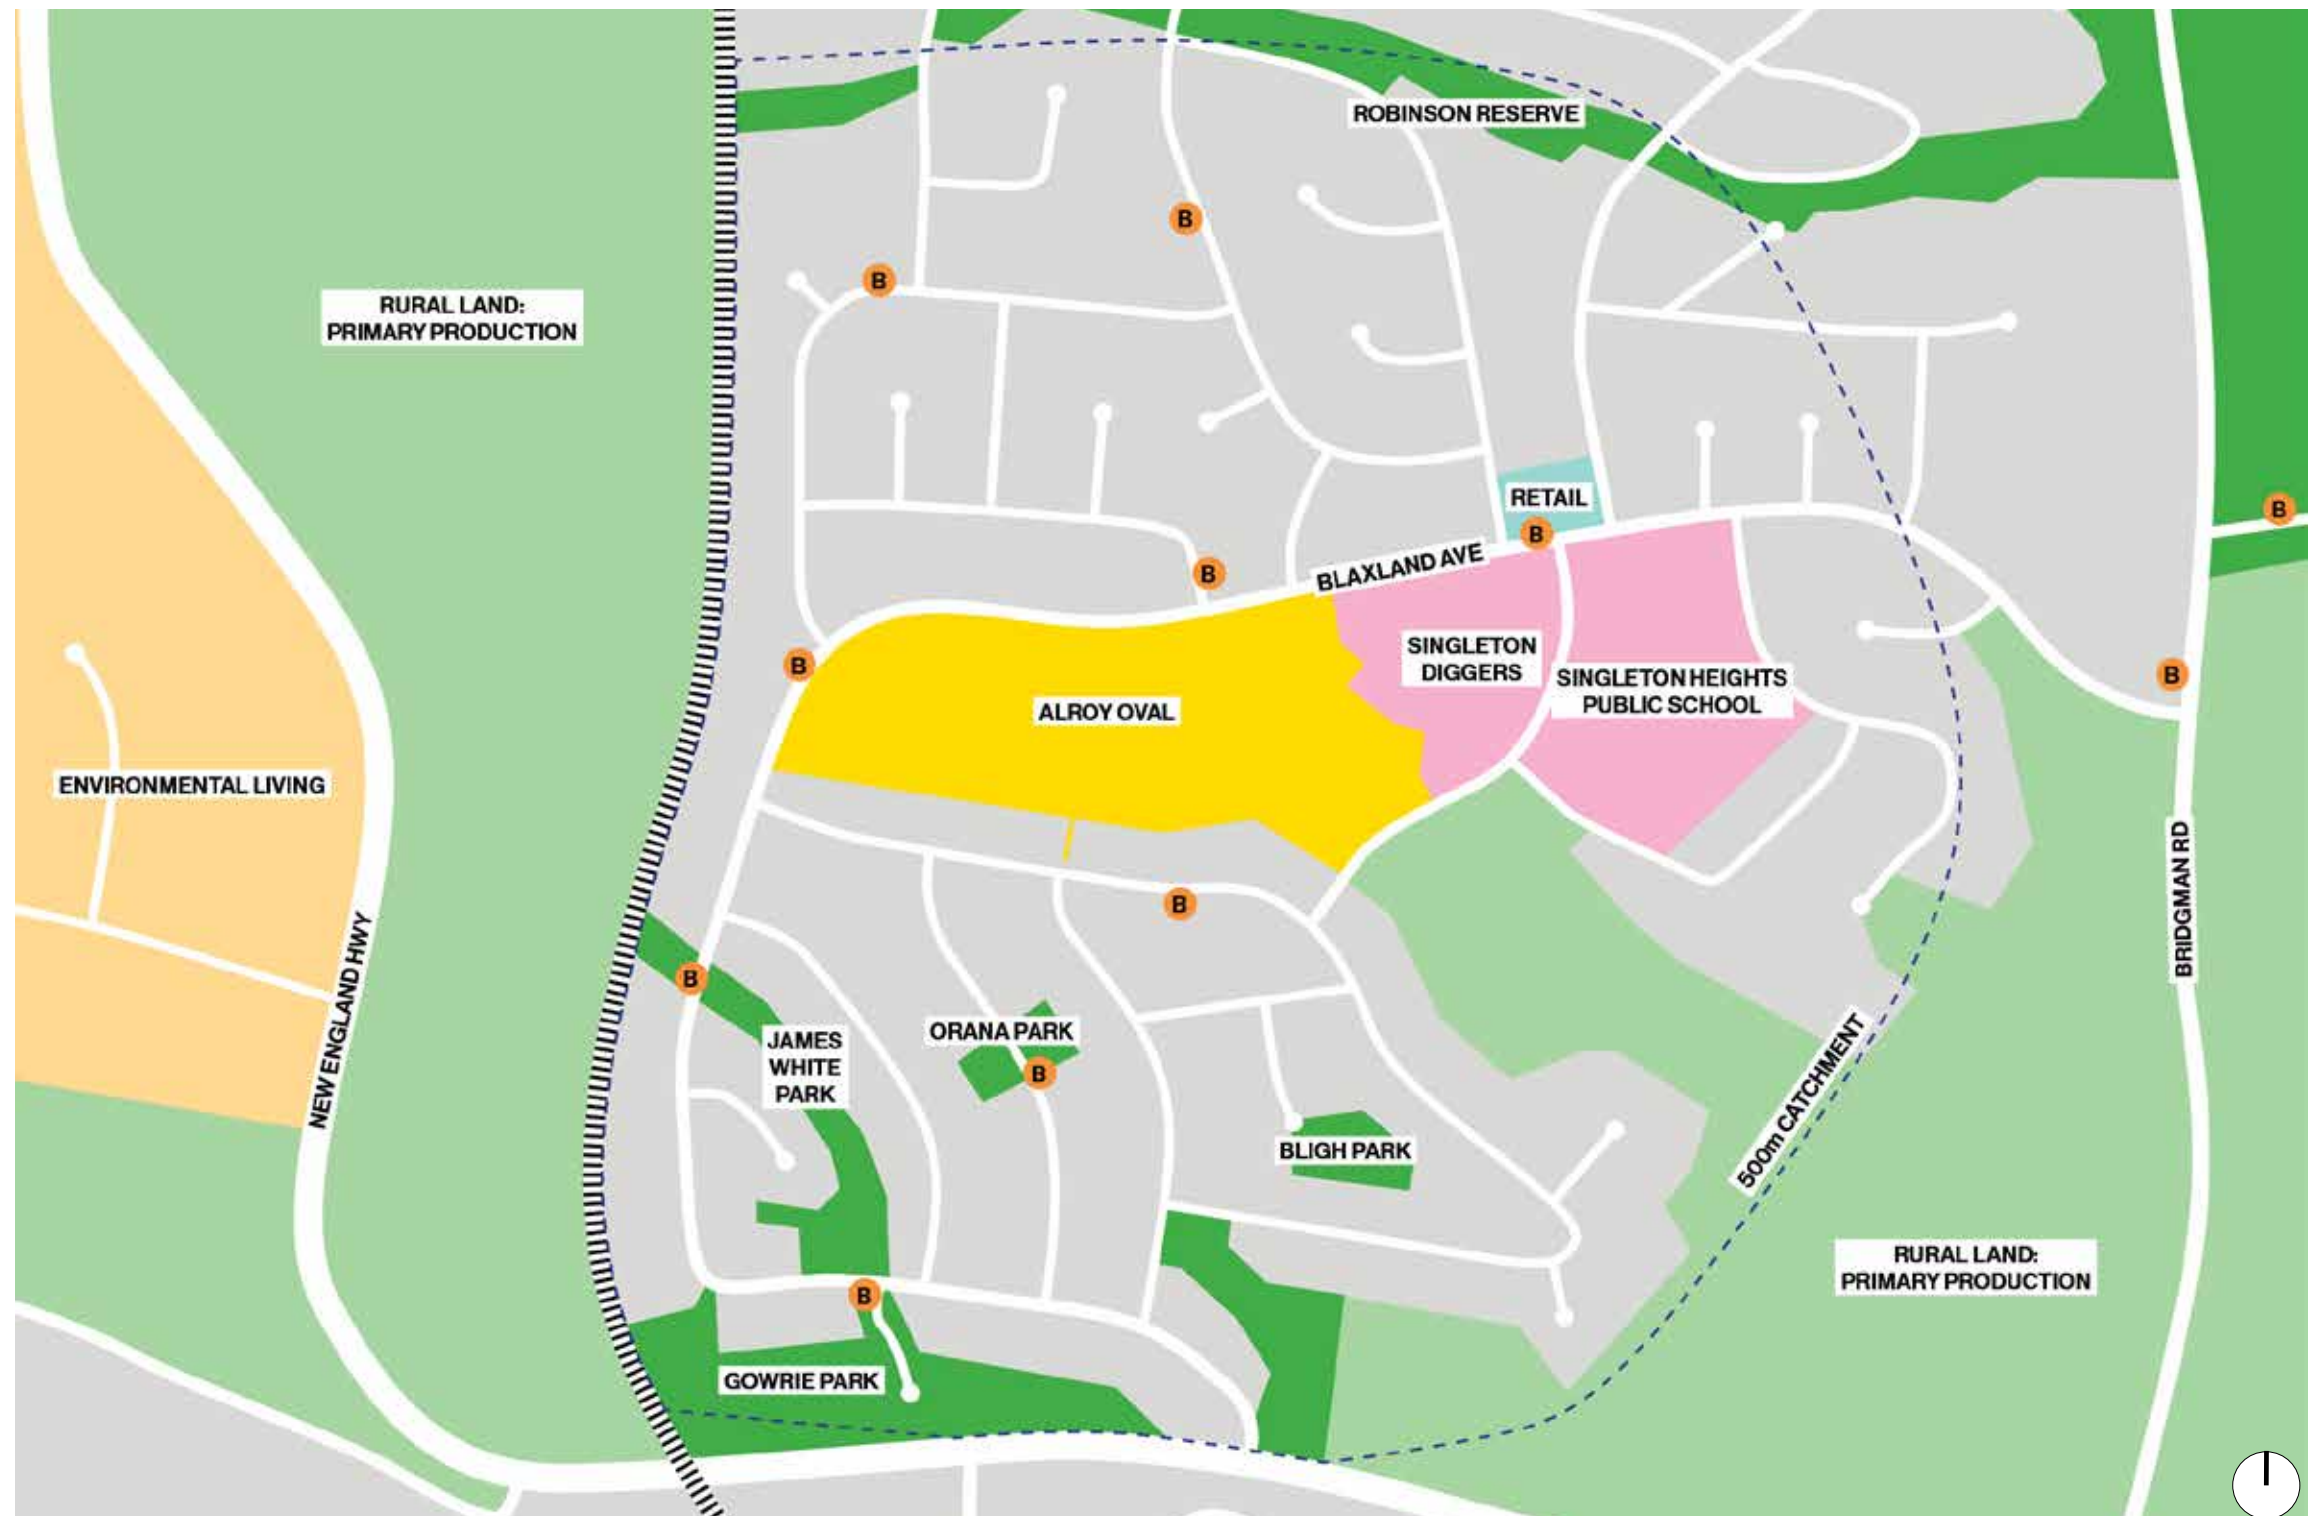 ROBINSON RESERVE
B
B
RURAL LAND:
PRIMARY PRODUCTION
RETAIL
B
B
BLAXLAND AVE
B
B
SINGLETON
DIGGERS
SINGLETON HEIGHTS
PUBLIC SCHOOL
B
ALROY OVAL
ENVIRONMENTAL LIVING
BRIDGMAN RD
B
NEW ENGLAND HWY
B
ORANA PARK
JAMES
WHITE
PARK
B
500m CATCHMENT
BLIGH PARK
RURAL LAND:
PRIMARY PRODUCTION
B
GOWRIE PARK